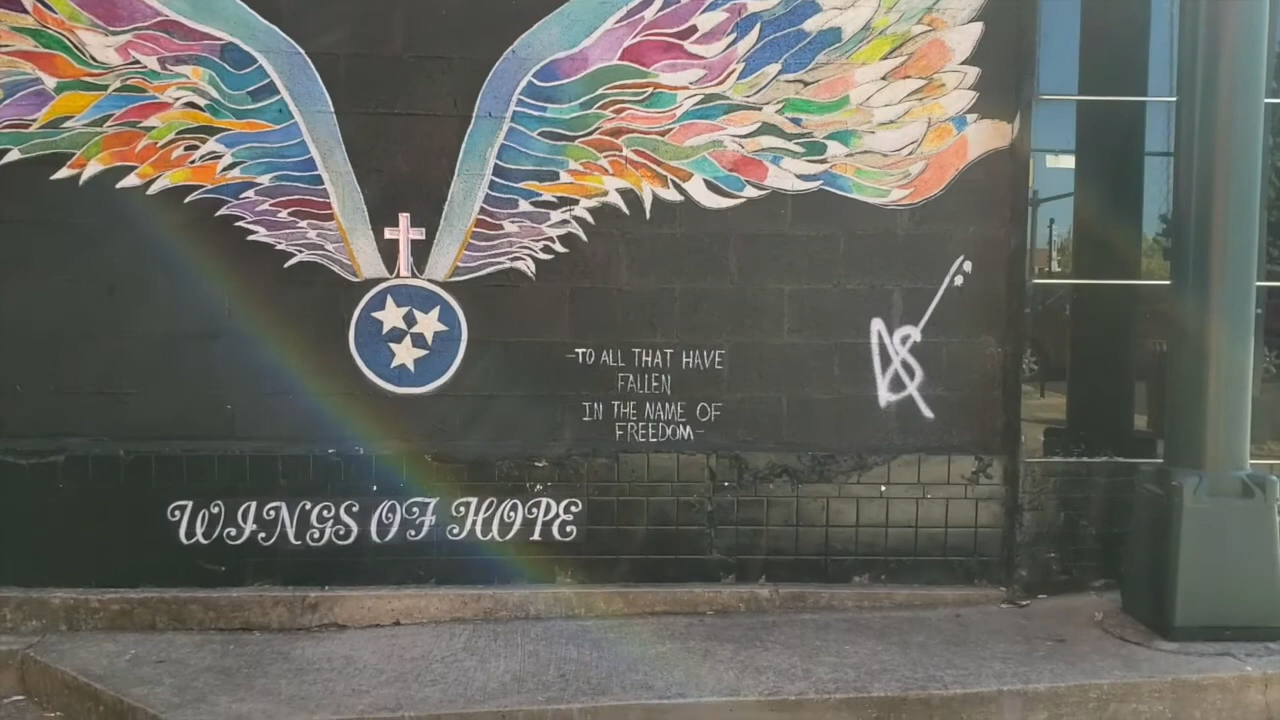 -TO ALL THAT HAVE
FALLEN
IN THE NAME OF
FREEDOM-
WINGS OF HOPE